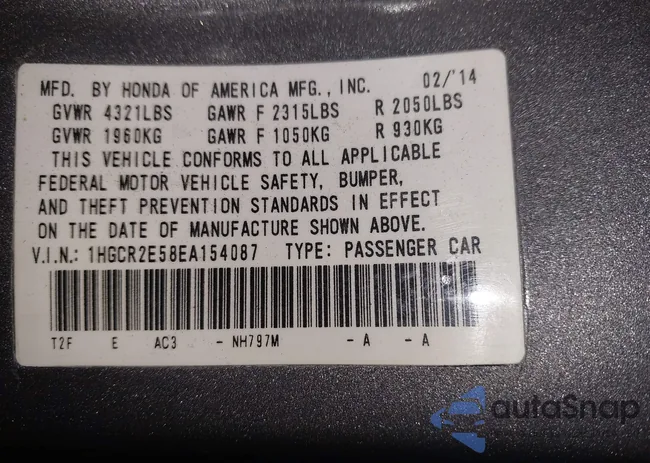 MFD. BY HONDA OF AMERICA MFG., INC. 02/'14
GVWR 4321LBS GAWR F 2315LBS R 2050LBS
GVWR 1960KG GAWR F 1050KG R 930KG
THIS VEHICLE CONFORMS TO ALL APPLICABLE
FEDERAL MOTOR VEHICLE SAFETY, BUMPER,
AND THEFT PREVENTION STANDARDS IN EFFECT
ON THE DATE OF MANUFACTURE SHOWN ABOVE.
V.I.N.: 1HGCR2E58EA154087 TYPE: PASSENGER CAR
T2F E AC3 - NH797M - A - A
autoSnap